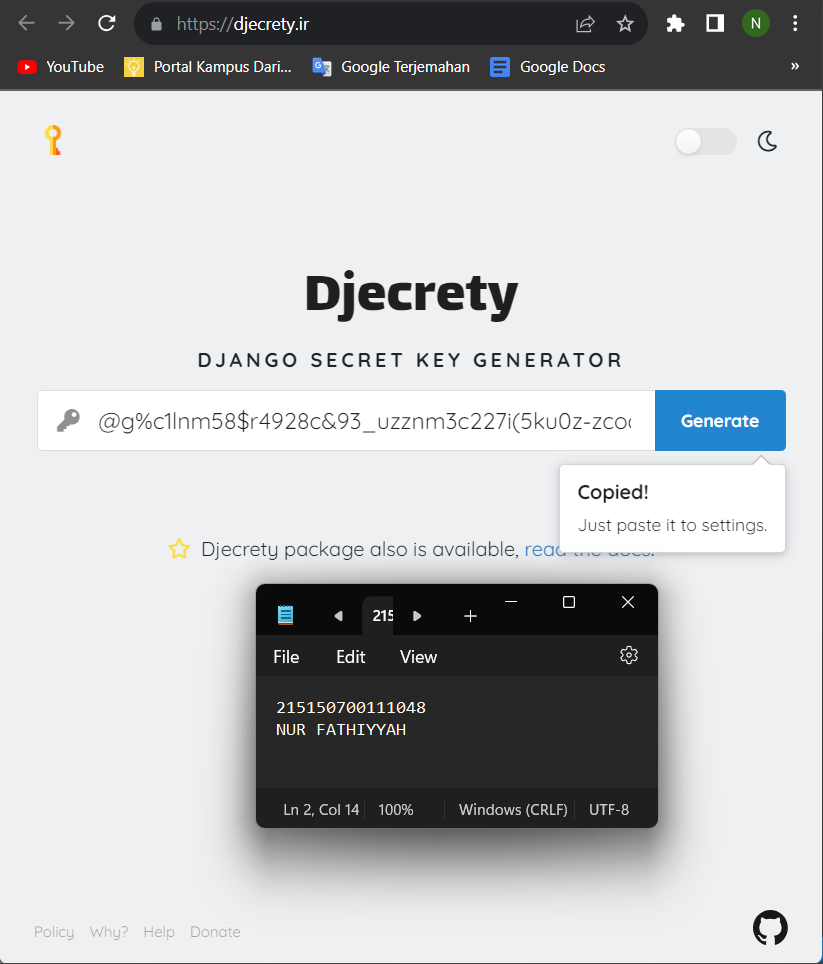 https://djecrety.ir
N
YouTube
Portal Kampus Dari...
Google Terjemahan
Google Docs
»
Djecrety
DJANGO SECRET KEY GENERATOR
@g%c1lnm58$r4928c&93_uzznm3c227i(5ku0z-zco
Generate
Copied!
Just paste it to settings.
Djecrety package also is available, read the docs.
215
File Edit View
215150700111048
NUR FATHIYYAH
Ln 2, Col 14 100% Windows (CRLF) UTF-8
Policy Why? Help Donate